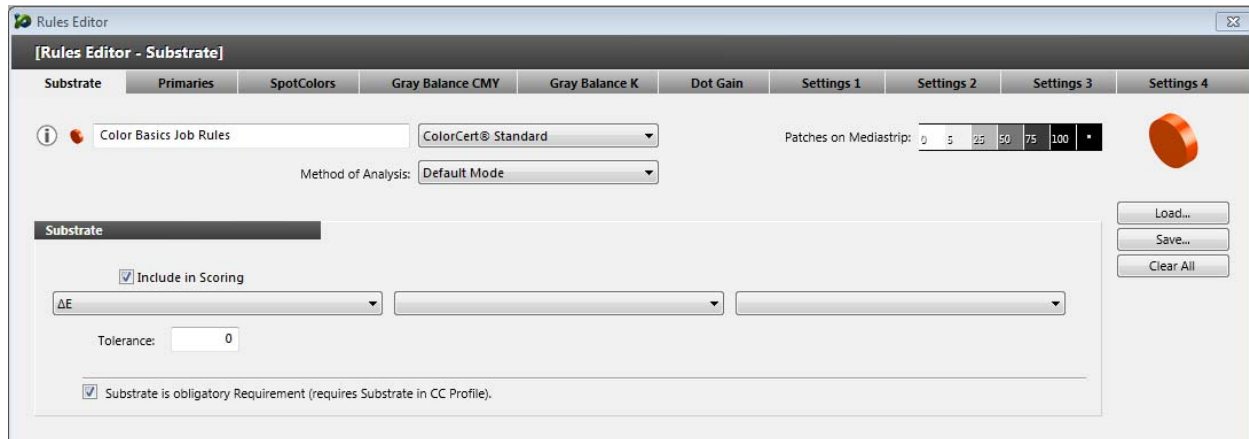 Rules Editor
[Rules Editor - Substrate]
Substrate Primaries SpotColors Gray Balance CMY Gray Balance K Dot Gain Settings 1 Settings 2 Settings 3 Settings 4
Color Basics Job Rules ColorCert® Standard Patches on Mediastrip: 0 5 25 50 75 100 *
Method of Analysis: Default Mode
Load...
Substrate
Save...
Clear All
Include in Scoring
ΔE
Tolerance: 0
Substrate is obligatory Requirement (requires Substrate in CC Profile).